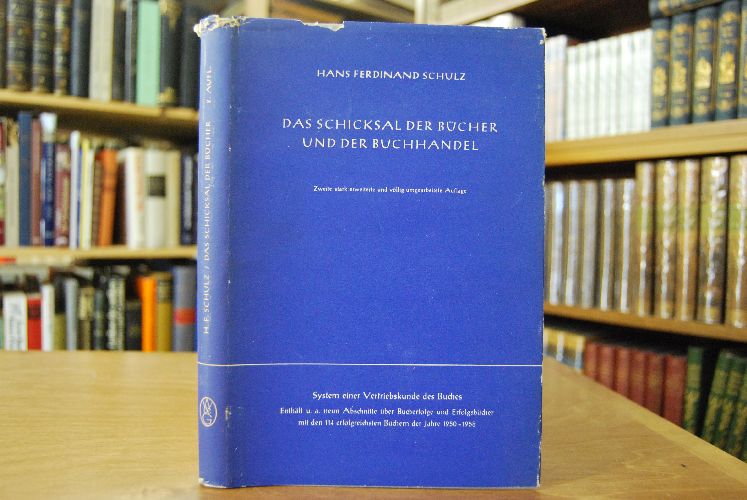 HANS FERDINAND SCHULZ
DAS SCHICKSAL DER BÜCHER
UND DER BUCHHANDEL
Zweite stark erweiterte und völlig umgearbeitete Auflage
System einer Vertriebskunde des Buches
Enthält u. a. neun Abschnitte über Bucherfolge und Erfolgsbücher
mit den 114 erfolgreichsten Büchern der Jahre 1950-1958
H. F. SCHULZ / DAS SCHICKSAL DER BÜCHER 2. AUFL.